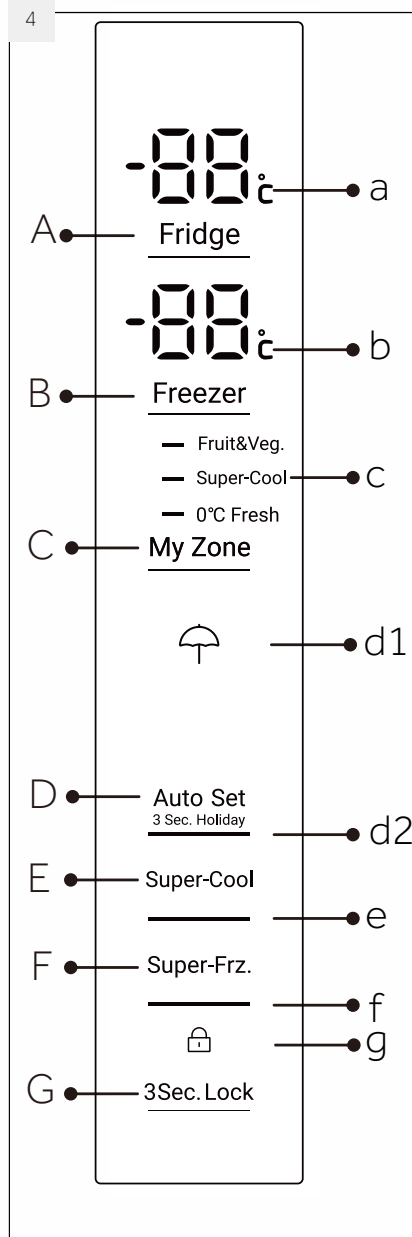 4
-88°c
a
A
Fridge
-88°c
b
B
Freezer
Fruit&Veg.
Super-Cool
c
0°C Fresh
C
My Zone
d1
D
Auto Set
3 Sec. Holiday
d2
E
Super-Cool
e
F
Super-Frz.
f
g
G
3Sec. Lock